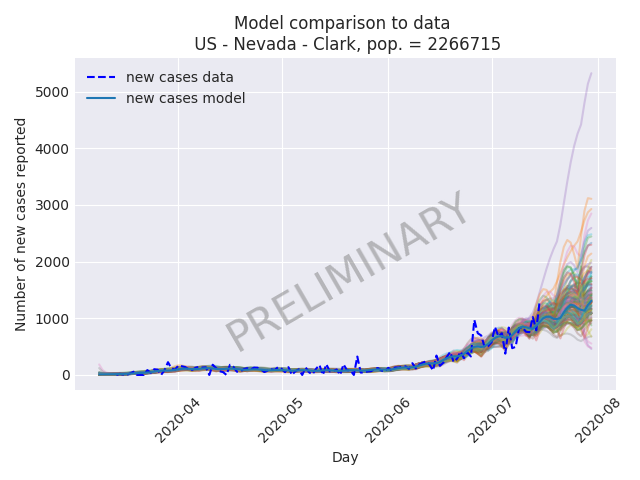 Model comparison to data
US - Nevada - Clark, pop. = 2266715
new cases data
new cases model
PRELIMINARY
Number of new cases reported
5000
4000
3000
2000
1000
0
2020-04
2020-05
2020-06
2020-07
2020-08
Day